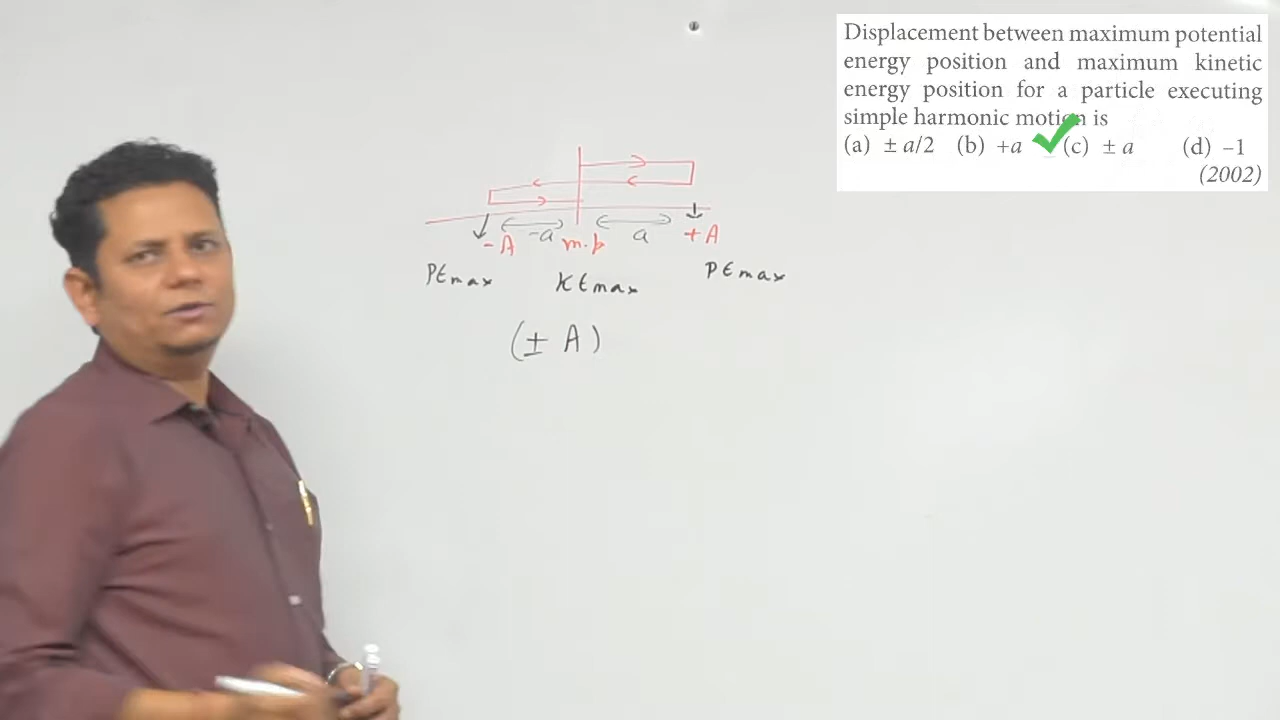 Displacement between maximum potential
energy position and maximum kinetic
energy position for a particle executing
simple harmonic motion is
(a) ± a/2 (b) +a (c) ± a (d) –1
(2002)
-A -a m.p a +A
PEmax KEmax PEmax
(± A)